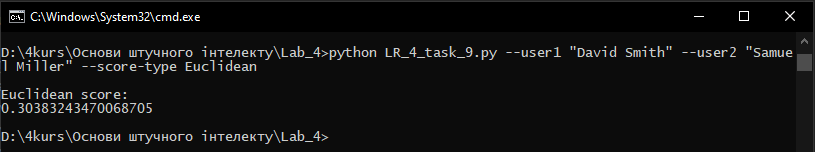 C:\Windows\System32\cmd.exe
D:\4kurs\Основи штучного інтелекту\Lab_4>python LR_4_task_9.py --user1 "David Smith" --user2 "Samue
l Miller" --score-type Euclidean
Euclidean score:
0.30383243470068705
D:\4kurs\Основи штучного інтелекту\Lab_4>